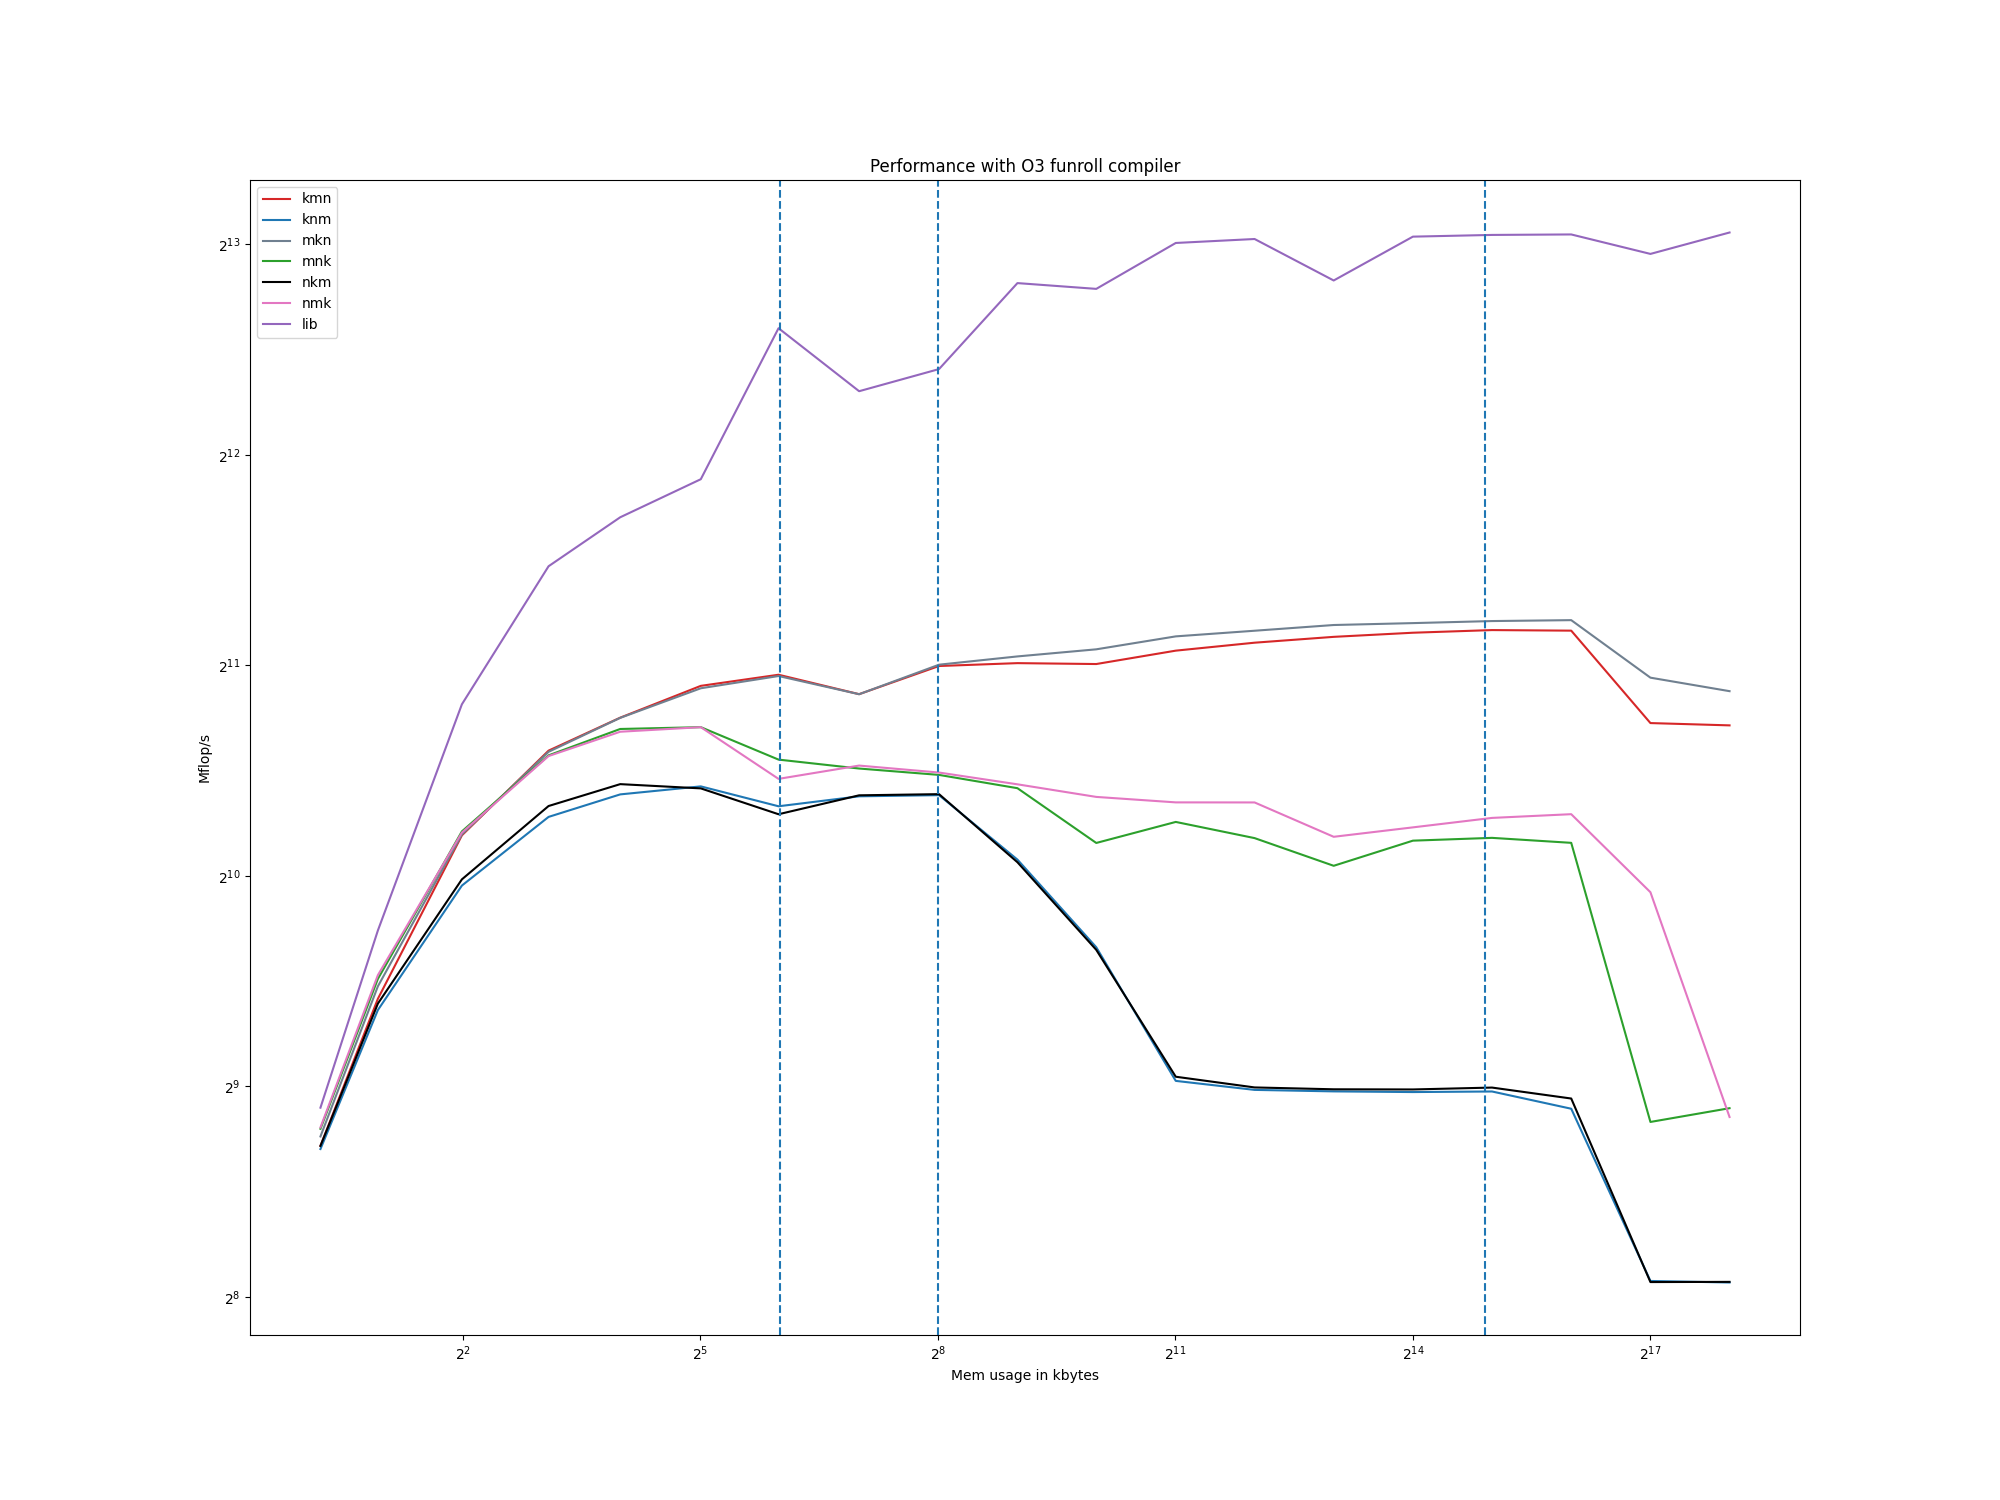 Performance with O3 funroll compiler
kmn
knm
mkn
mnk
nkm
nmk
lib
2^13
2^12
2^11
2^10
2^9
2^8
Mflop/s
2^2 2^5 2^8 2^11 2^14 2^17
Mem usage in kbytes